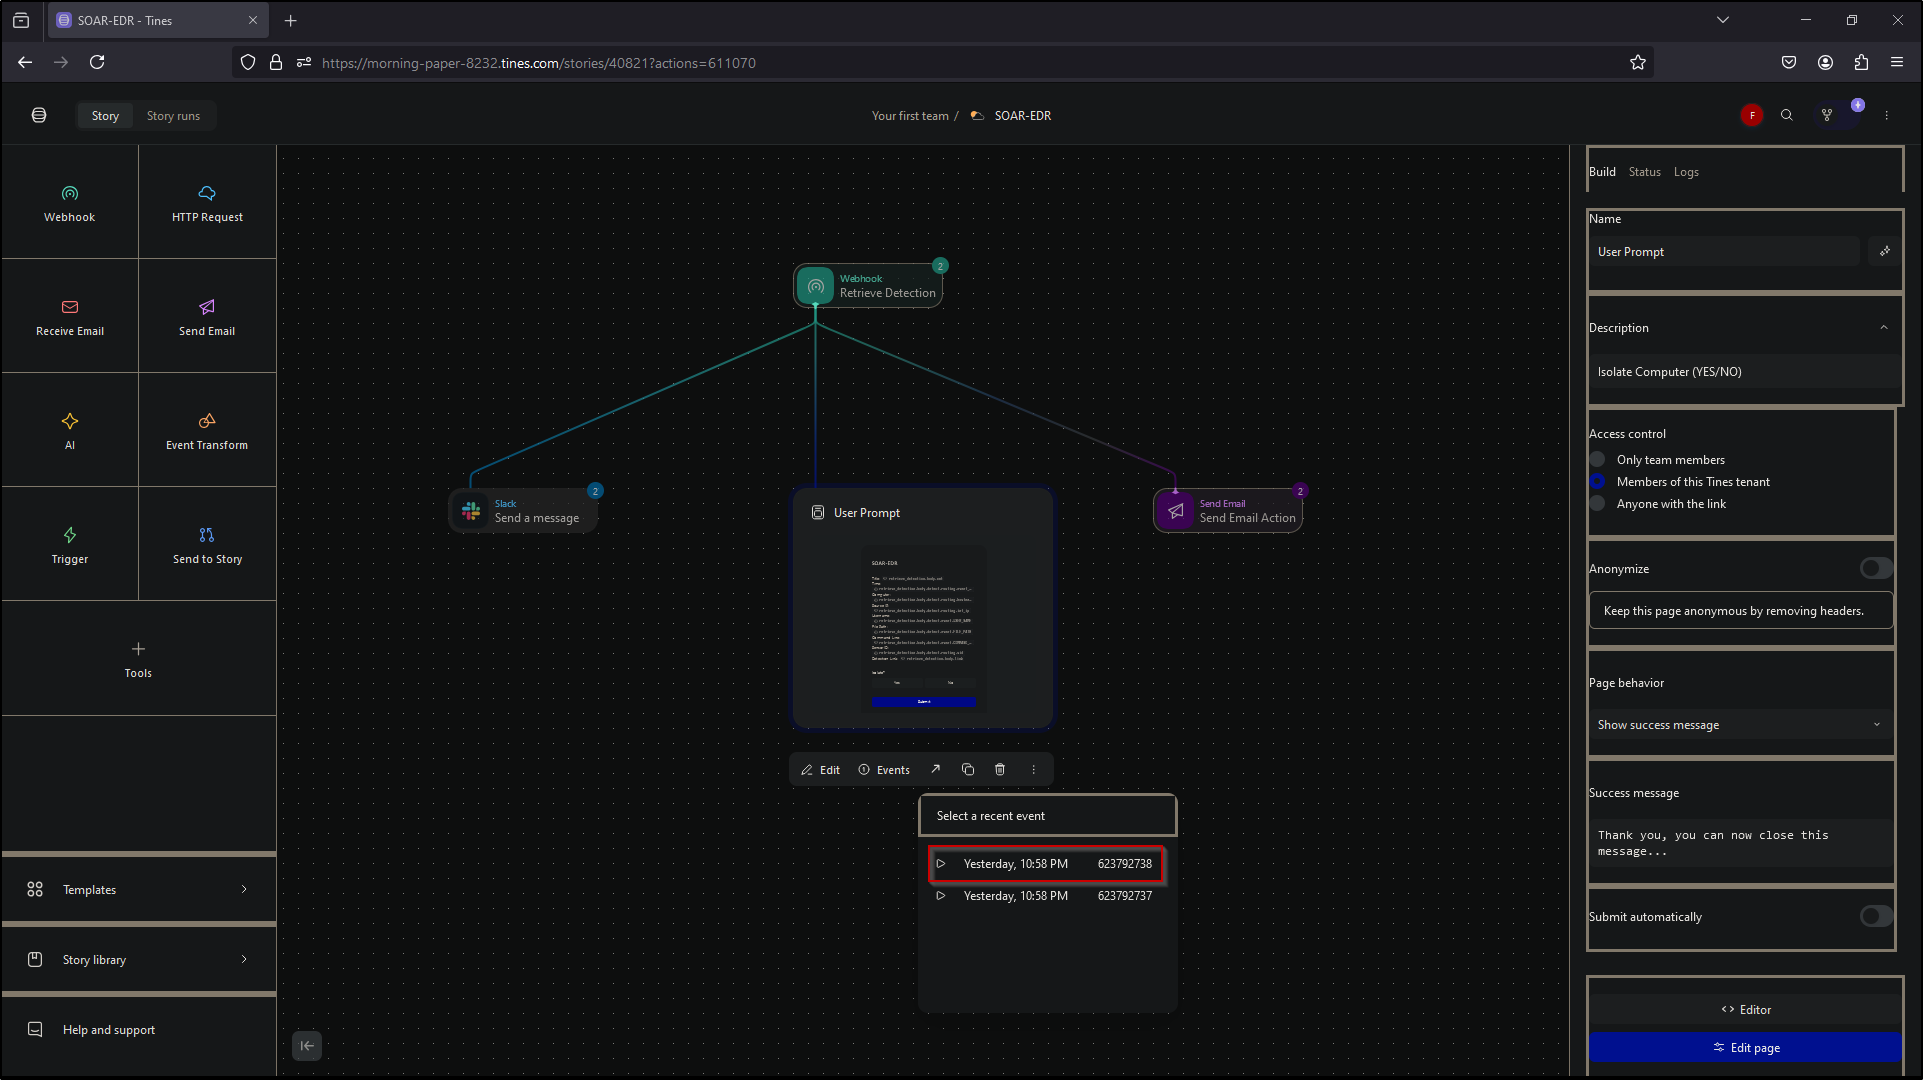 SOAR-EDR - Tines
https://morning-paper-8232.tines.com/stories/40821?actions=611070
Story
Story runs
Your first team /
SOAR-EDR
F
Webhook
HTTP Request
Receive Email
Send Email
AI
Event Transform
Trigger
Send to Story
Tools
Templates
Story library
Help and support
Webhook
Retrieve Detection
2
Slack
Send a message
2
User Prompt
SOAR-EDR
Submit
Send Email
Send Email Action
2
Edit
Events
Select a recent event
Yesterday, 10:58 PM 623792738
Yesterday, 10:58 PM 623792737
Build Status Logs
Name
User Prompt
Description
Isolate Computer (YES/NO)
Access control
Only team members
Members of this Tines tenant
Anyone with the link
Anonymize
Keep this page anonymous by removing headers.
Page behavior
Show success message
Success message
Thank you, you can now close this
message...
Submit automatically
<> Editor
Edit page